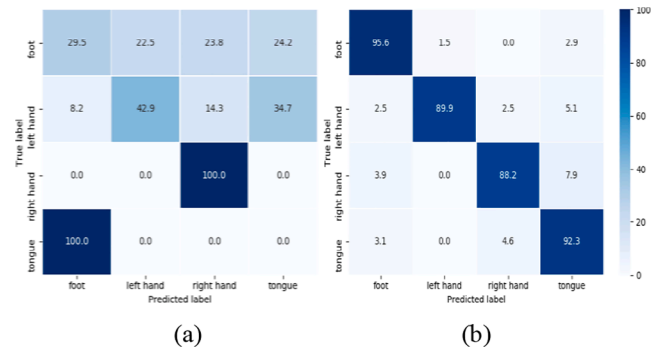 100
foot 29.5 22.5 23.8 24.2 foot 95.6 1.5 0.0 2.9
80
True label left hand 8.2 42.9 14.3 34.7 True label left hand 2.5 89.9 2.5 5.1
60
40
right hand 0.0 0.0 100.0 0.0 right hand 3.9 0.0 88.2 7.9
20
tongue 100.0 0.0 0.0 0.0 tongue 3.1 0.0 4.6 92.3
0
foot left hand right hand tongue foot left hand right hand tongue
Predicted label Predicted label
(a) (b)